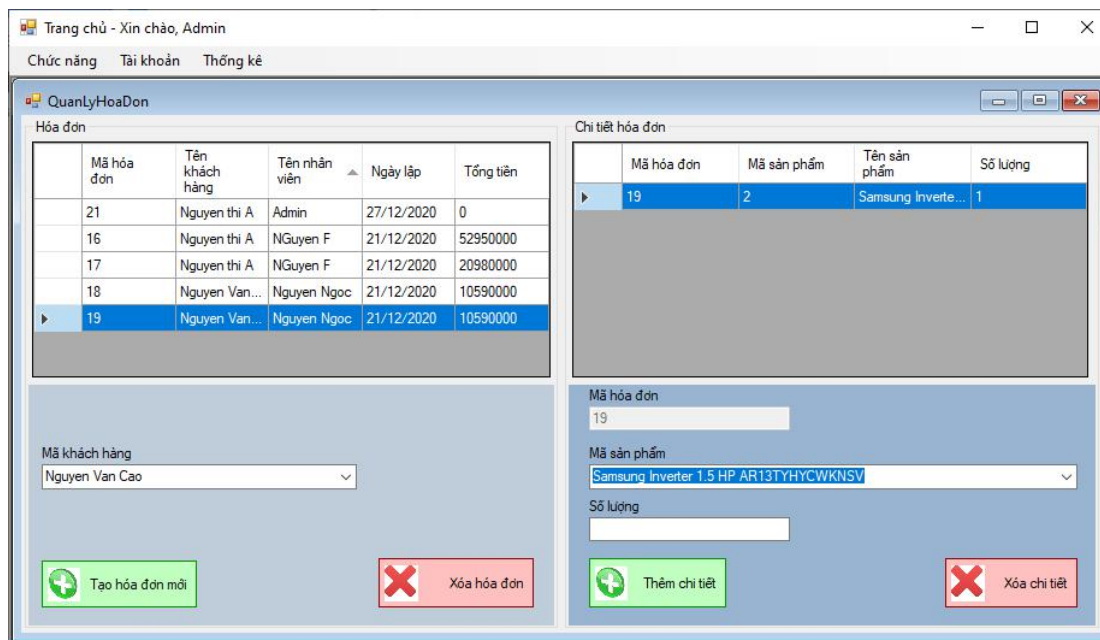 Trang chủ - Xin chào, Admin
Chức năng Tài khoản Thống kê
QuanLyHoaDon
Hóa đơn
Mã hóa đơn Tên khách hàng Tên nhân viên Ngày lập Tổng tiền
21 Nguyen thi A Admin 27/12/2020 0
16 Nguyen thi A NGuyen F 21/12/2020 52950000
17 Nguyen thi A NGuyen F 21/12/2020 20980000
18 Nguyen Van... Nguyen Ngoc 21/12/2020 10590000
19 Nguyen Van... Nguyen Ngoc 21/12/2020 10590000
Mã khách hàng
Nguyen Van Cao
Tạo hóa đơn mới Xóa hóa đơn
Chi tiết hóa đơn
Mã hóa đơn Mã sản phẩm Tên sản phẩm Số lượng
19 2 Samsung Inverte... 1
Mã hóa đơn
19
Mã sản phẩm
Samsung Inverter 1.5 HP AR13TYHYCWKNSV
Số lượng
Thêm chi tiết Xóa chi tiết